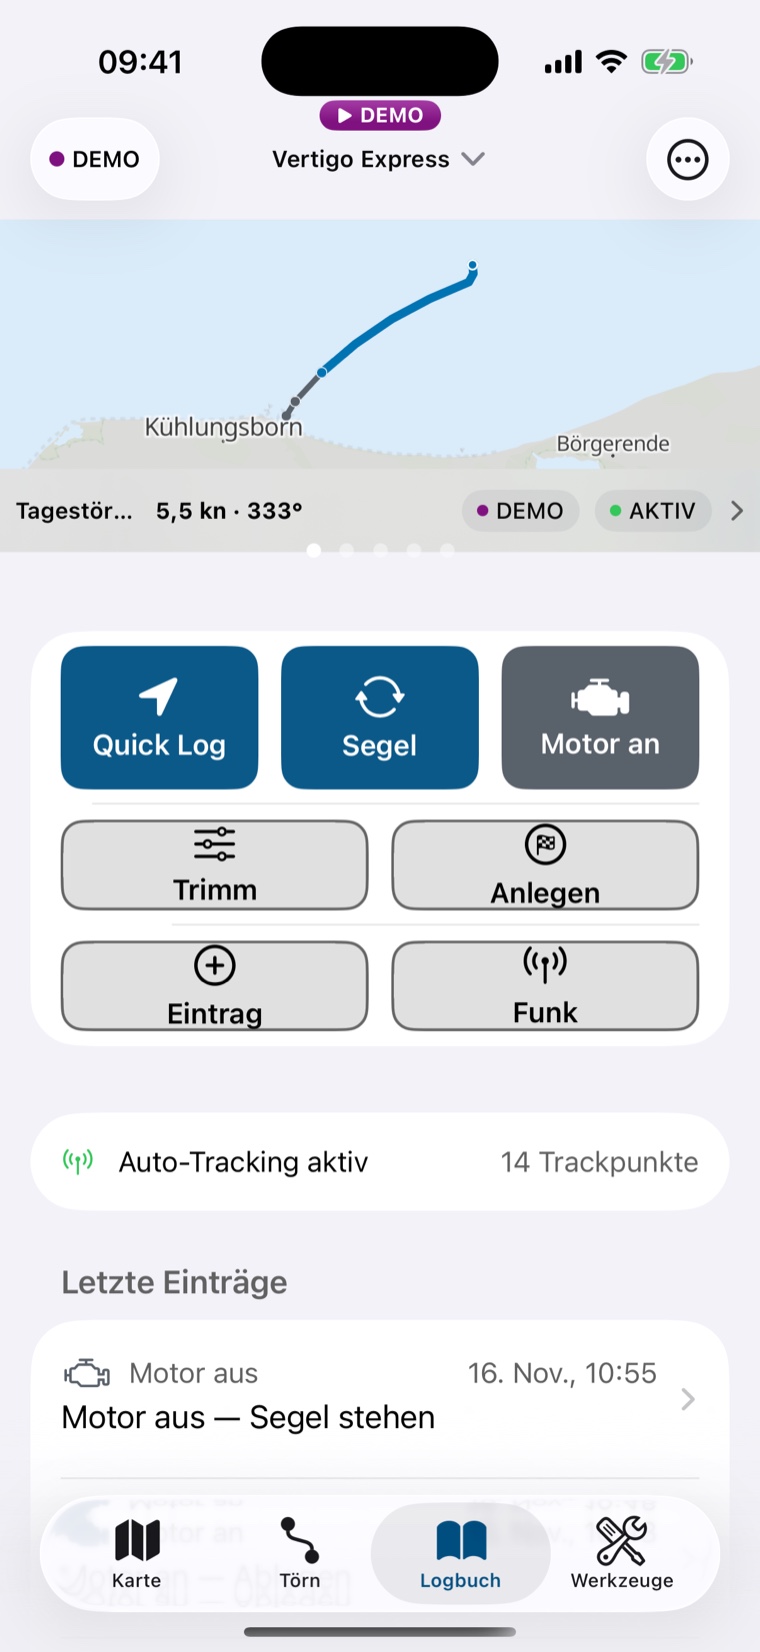 09:41
DEMO
DEMO
Vertigo Express
Kühlungsborn
Börgerende
Tagestör... 5,5 kn · 333° DEMO AKTIV
Quick Log Segel Motor an
Trimm Anlegen
Eintrag Funk
Auto-Tracking aktiv 14 Trackpunkte
Letzte Einträge
Motor aus 16. Nov., 10:55
Motor aus — Segel stehen
Karte Törn Logbuch Werkzeuge